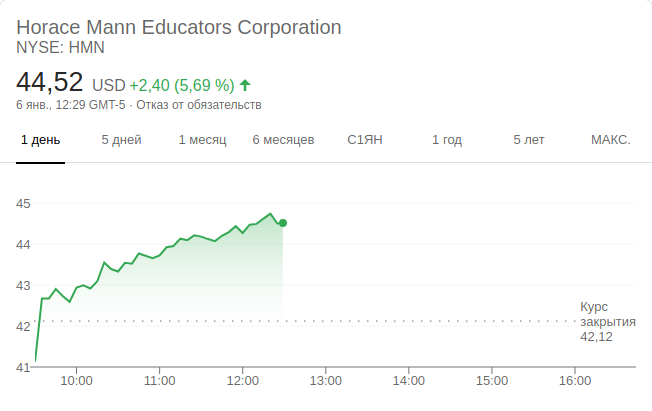 Horace Mann Educators Corporation
NYSE: HMN
44,52 USD +2,40 (5,69 %)
6 янв., 12:29 GMT-5 · Отказ от обязательств
1 день 5 дней 1 месяц 6 месяцев С1ЯН 1 год 5 лет МАКС.
45
44
43
42
41
Курс
закрытия
42,12
10:00 11:00 12:00 13:00 14:00 15:00 16:00